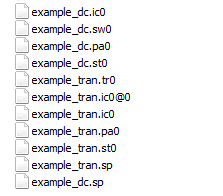 example_dc.ic0
example_dc.sw0
example_dc.pa0
example_dc.st0
example_tran.tr0
example_tran.ic0@0
example_tran.ic0
example_tran.pa0
example_tran.st0
example_tran.sp
example_dc.sp